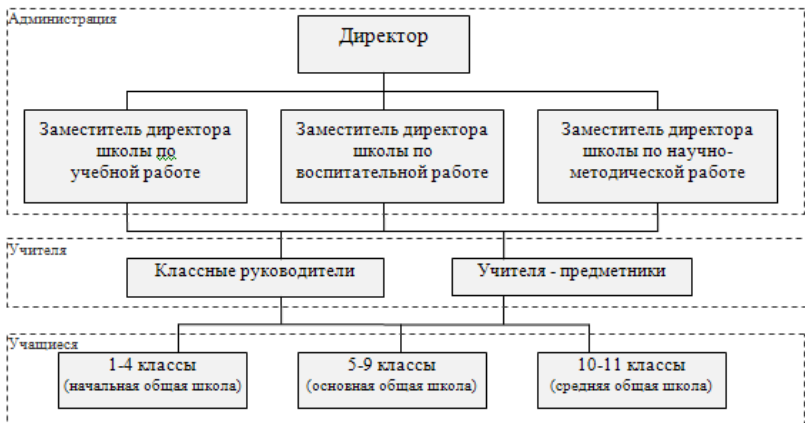 Администрация
Директор
Заместитель директора
школы по
учебной работе
Заместитель директора
школы по
воспитательной работе
Заместитель директора
школы по научно-
методической работе
Учителя
Классные руководители
Учителя - предметники
Учащиеся
1-4 классы
(начальная общая школа)
5-9 классы
(основная общая школа)
10-11 классы
(средняя общая школа)